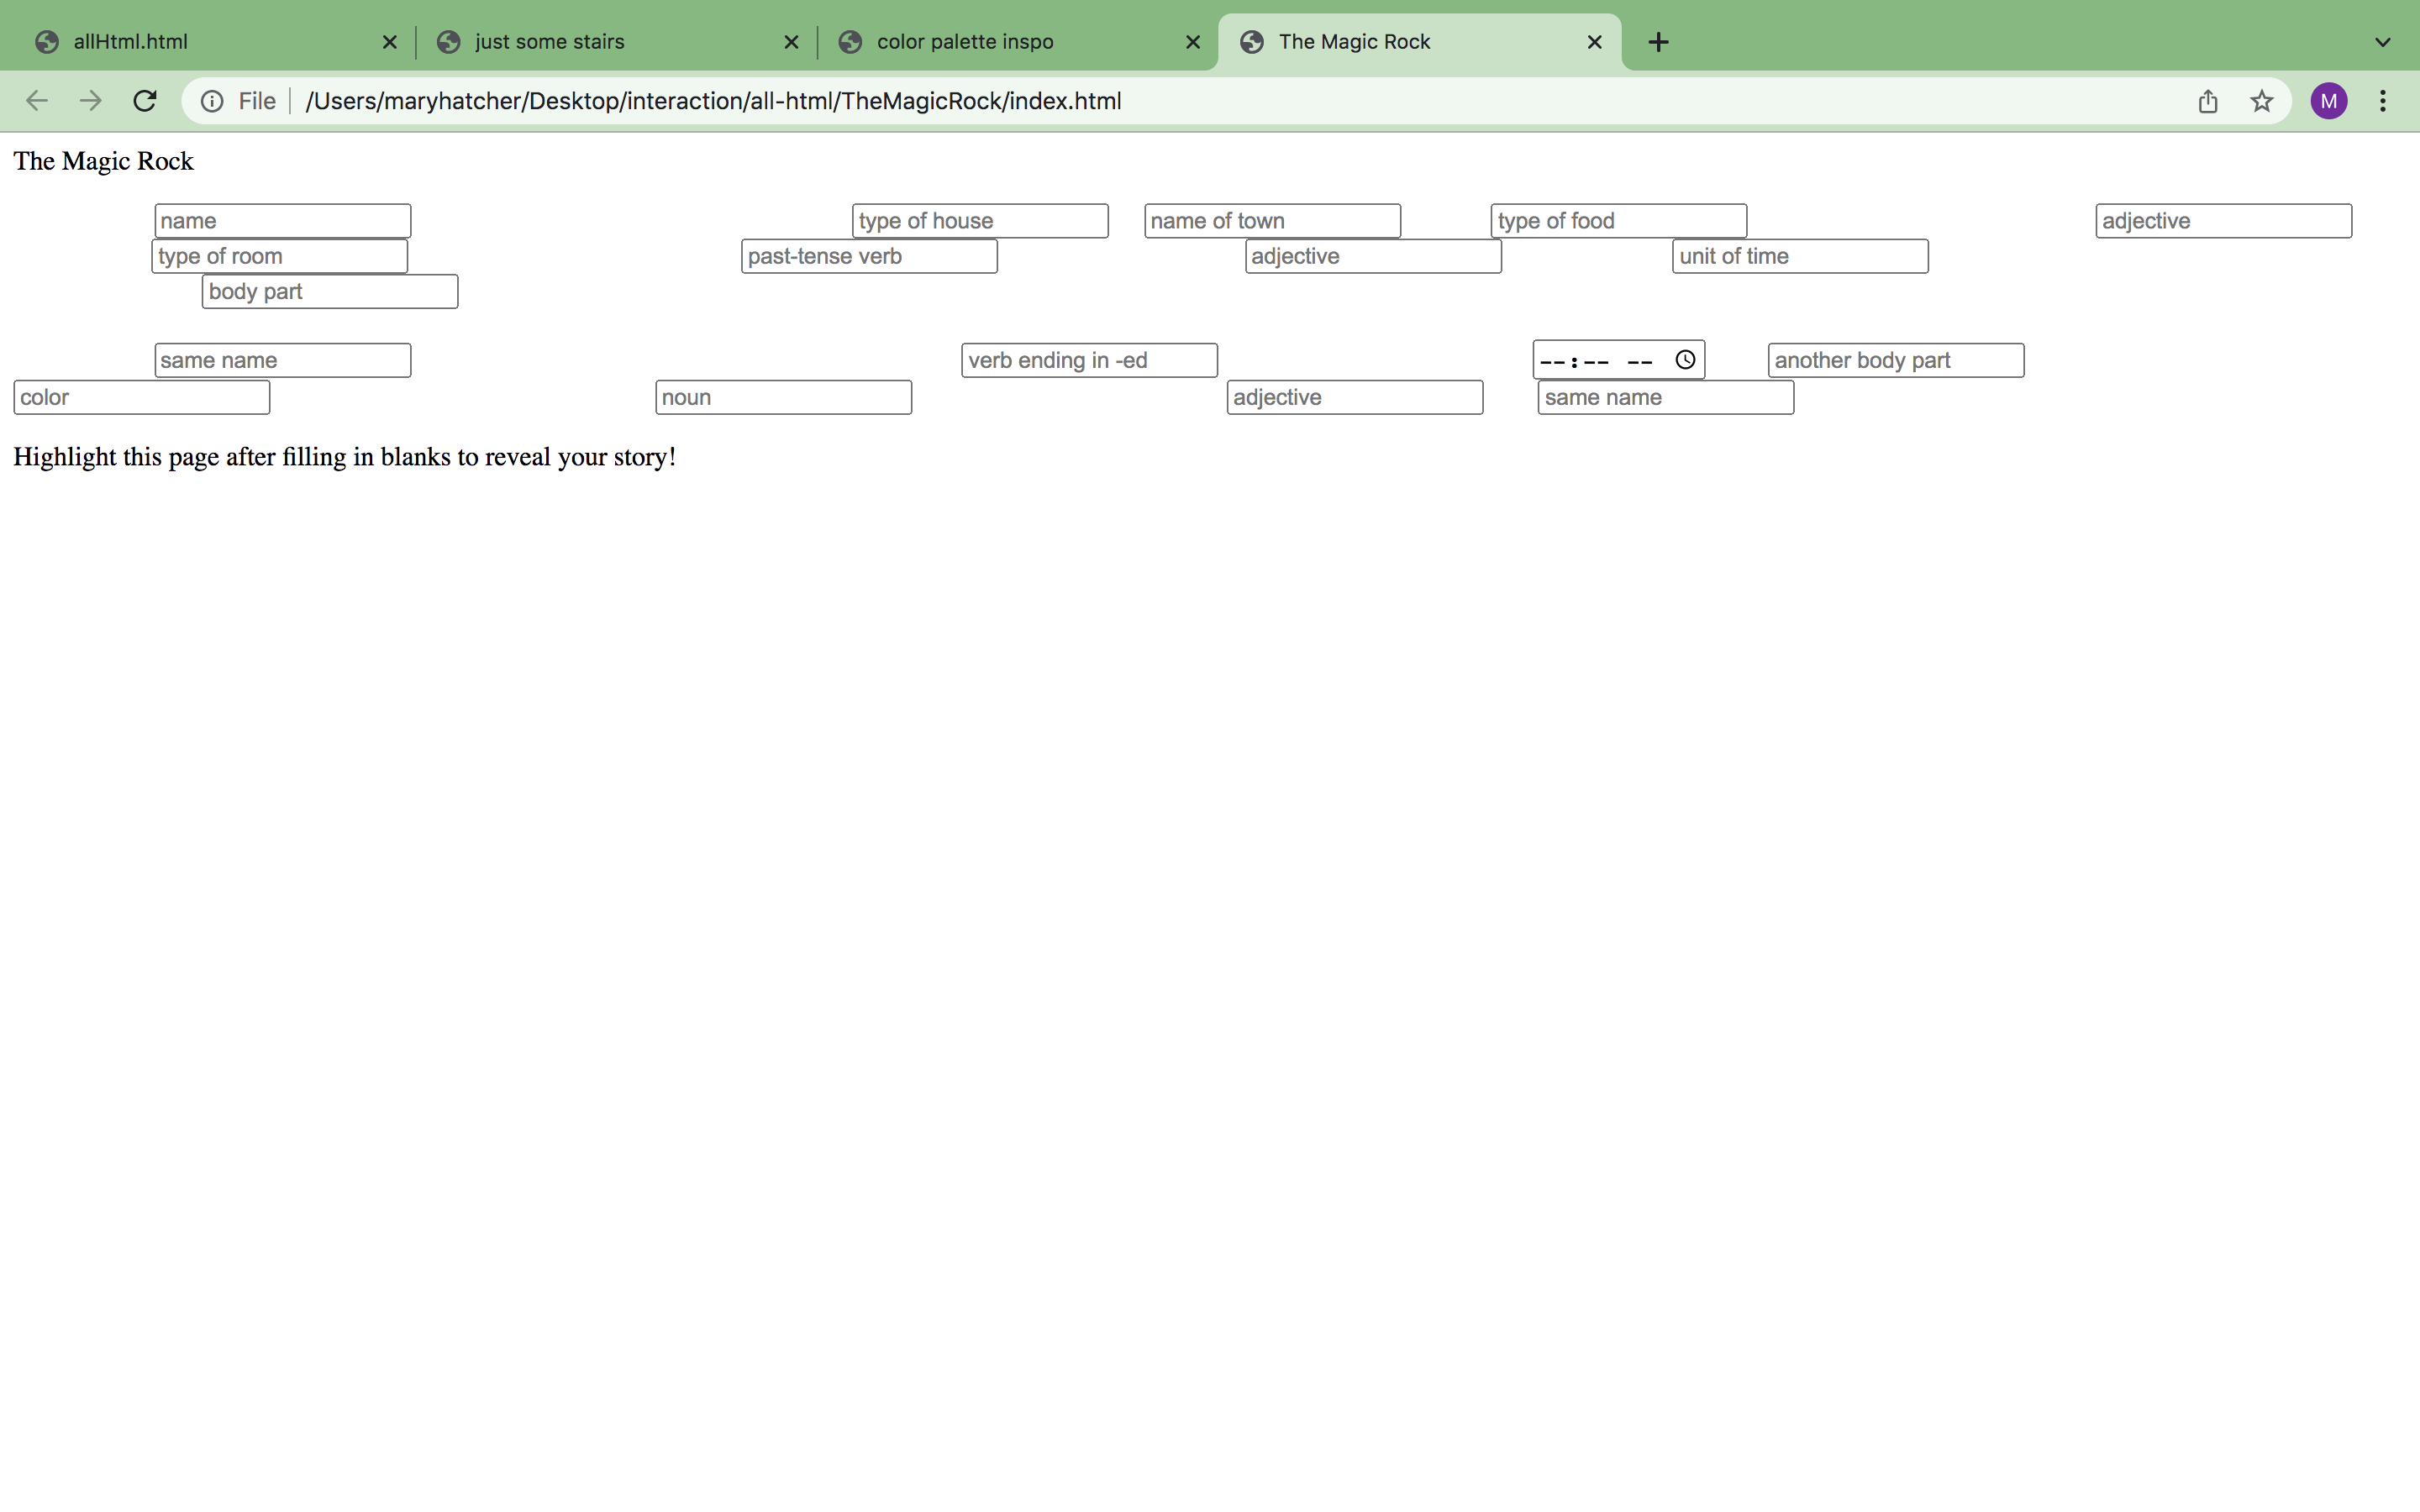 allHtml.html just some stairs color palette inspo The Magic Rock
File /Users/maryhatcher/Desktop/interaction/all-html/TheMagicRock/index.html M
The Magic Rock
name type of house name of town type of food adjective
type of room past-tense verb adjective unit of time
body part
same name verb ending in -ed --:-- -- another body part
color noun adjective same name
Highlight this page after filling in blanks to reveal your story!